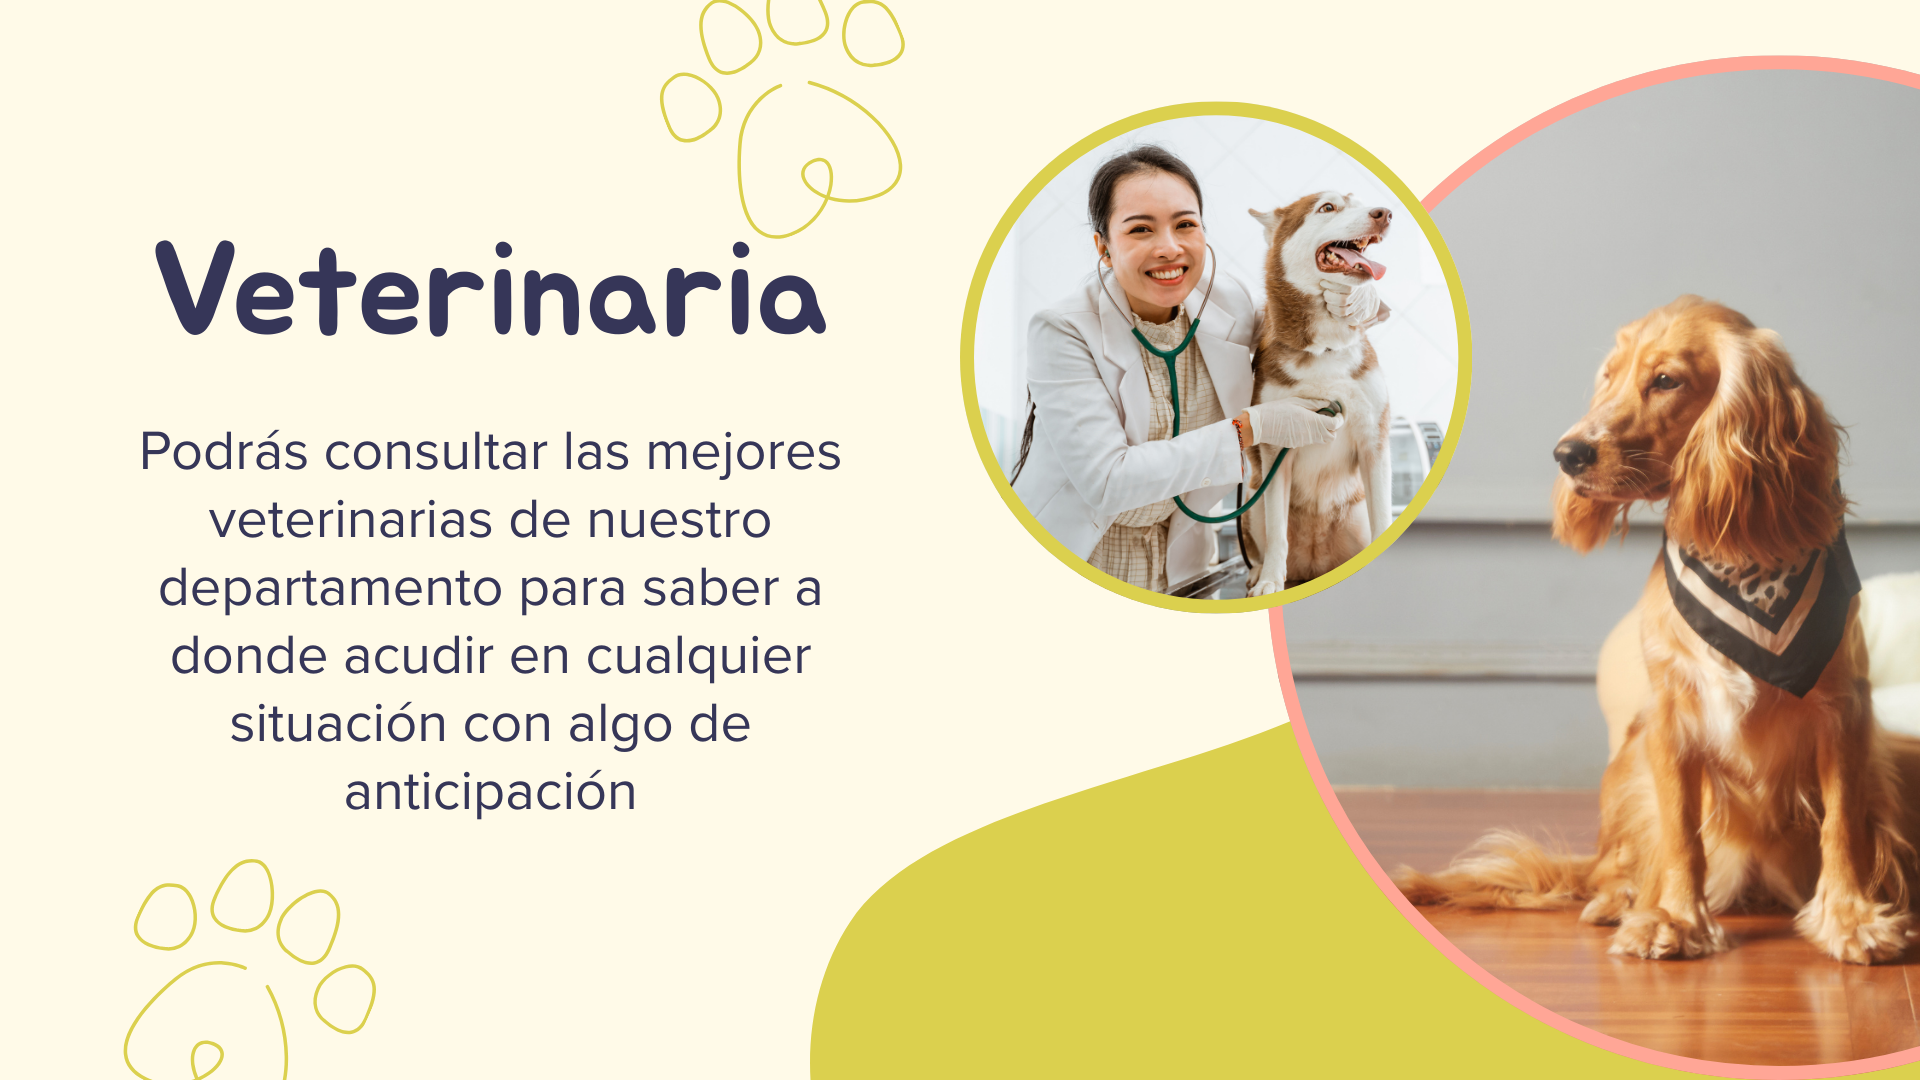 Veterinaria
Podrás consultar las mejores
veterinarias de nuestro
departamento para saber a
donde acudir en cualquier
situación con algo de
anticipación